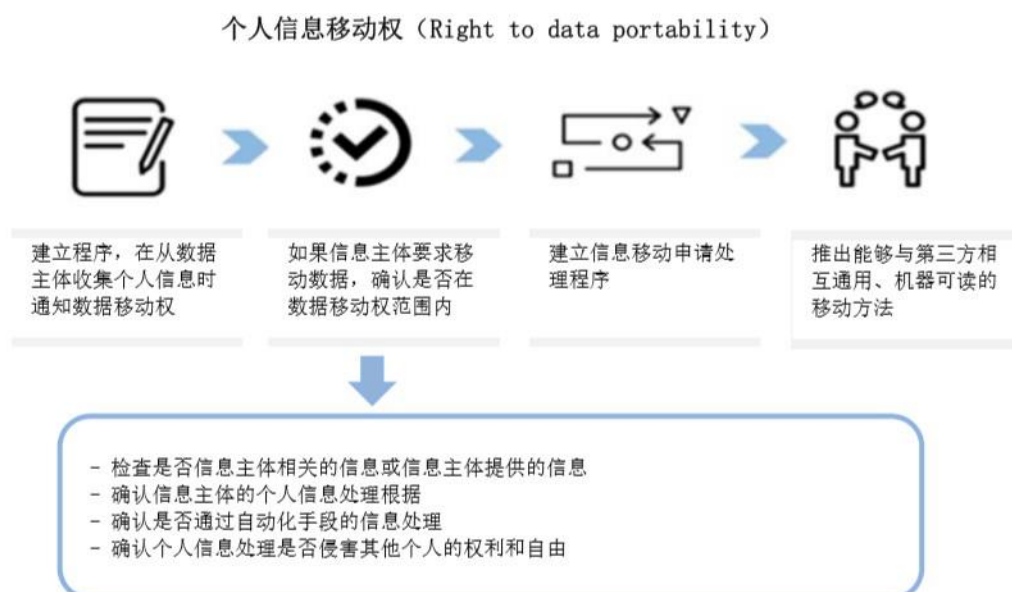 个人信息移动权（Right to data portability）
建立程序，在从数据
主体收集个人信息时
通知数据移动权
如果信息主体要求移
动数据，确认是否在
数据移动权范围内
建立信息移动申请处
理程序
推出能够与第三方相
互通用、机器可读的
移动方法
- 检查是否信息主体相关的信息或信息主体提供的信息
- 确认信息主体的个人信息处理根据
- 确认是否通过自动化手段的信息处理
- 确认个人信息处理是否侵害其他个人的权利和自由